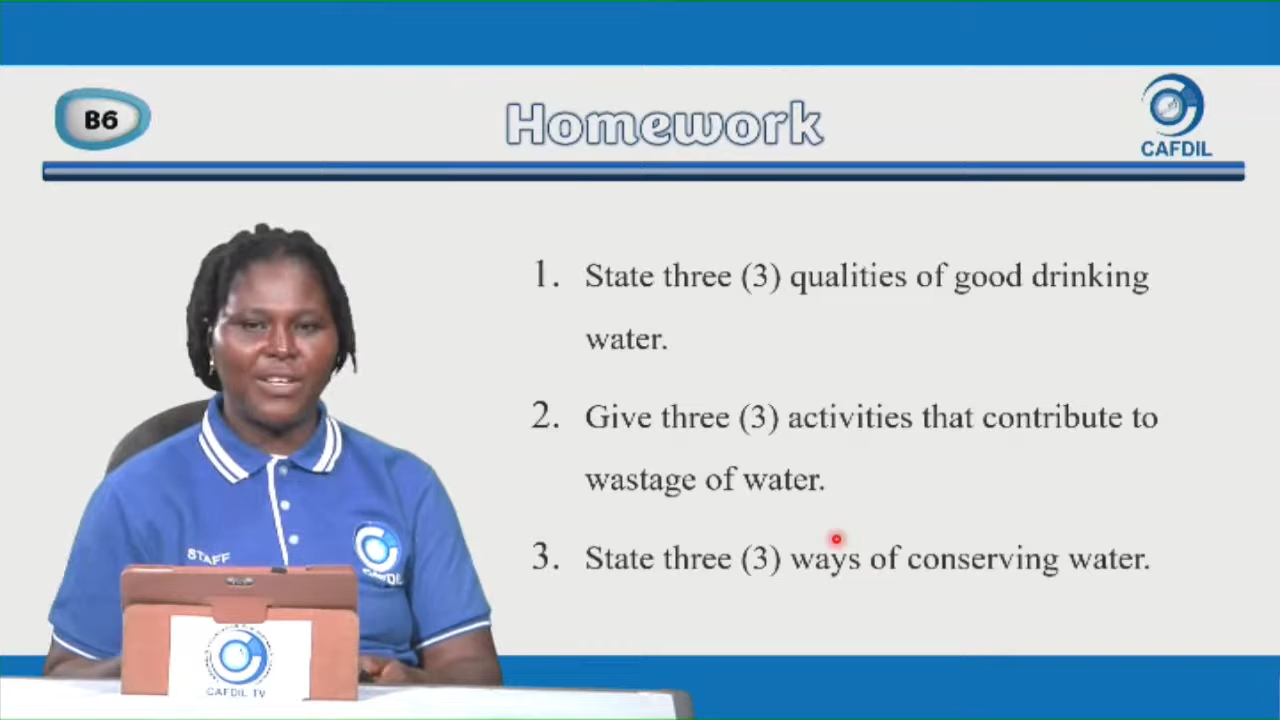 B6
Homework
CAFDIL
1. State three (3) qualities of good drinking
water.
2. Give three (3) activities that contribute to
wastage of water.
3. State three (3) ways of conserving water.
STAFF
CAFDIL TV